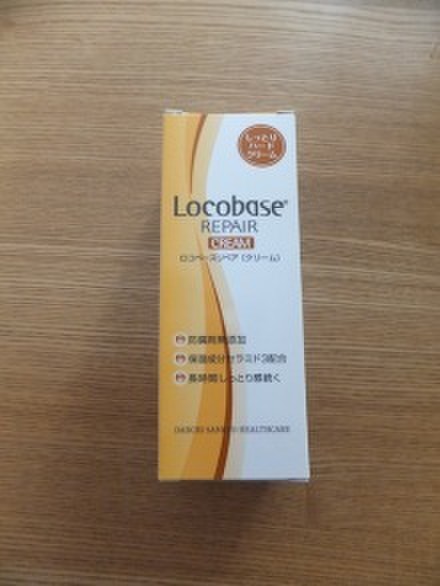 しっとり
ハード
クリーム
Locobase®
REPAIR
CREAM
ロコベースリペア(クリーム)
防腐剤無添加
保湿成分セラミド3配合
長時間しっとり感続く
DAIICHI SANKYO HEALTHCARE